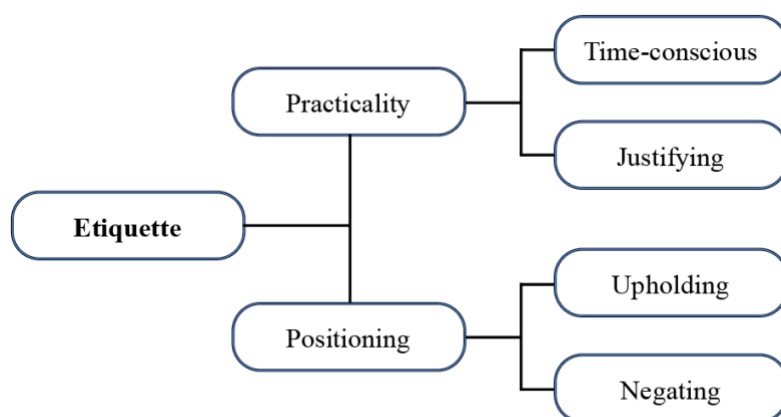 Time-conscious
Practicality
Justifying
Etiquette
Upholding
Positioning
Negating